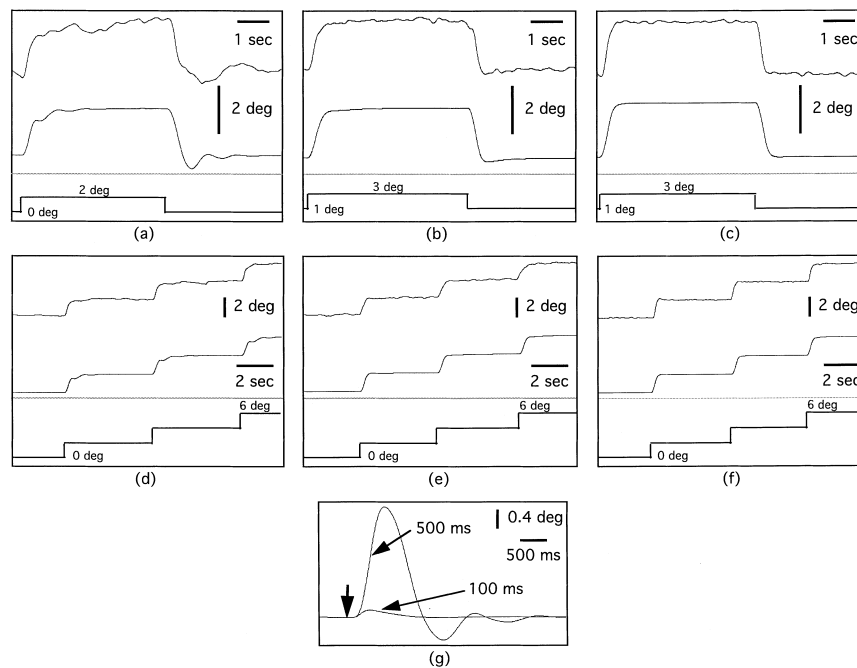 1 sec
2 deg
2 deg
0 deg
(a)
1 sec
2 deg
3 deg
1 deg
(b)
1 sec
2 deg
3 deg
1 deg
(c)
2 deg
2 sec
6 deg
0 deg
(d)
2 deg
2 sec
6 deg
0 deg
(e)
2 deg
2 sec
6 deg
0 deg
(f)
0.4 deg
500 ms
500 ms
100 ms
(g)